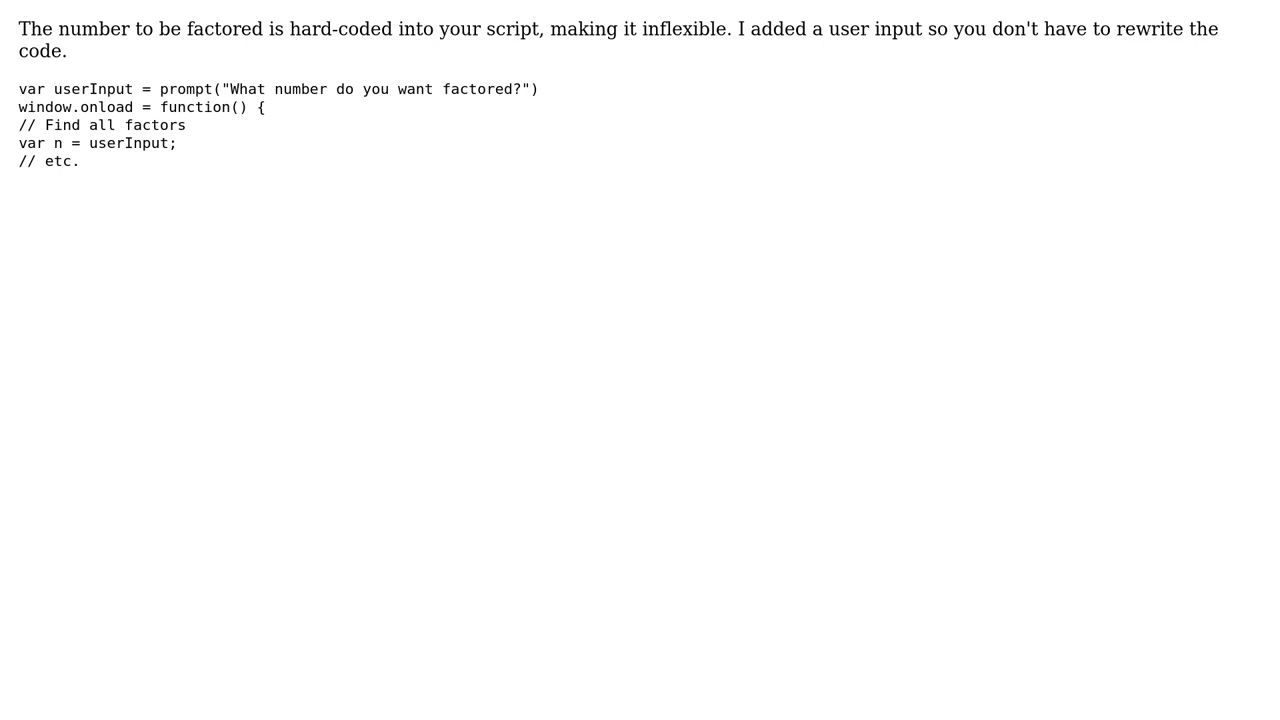 The number to be factored is hard-coded into your script, making it inflexible. I added a user input so you don't have to rewrite the
code.
var userInput = prompt("What number do you want factored?")
window.onload = function() {
// Find all factors
var n = userInput;
// etc.